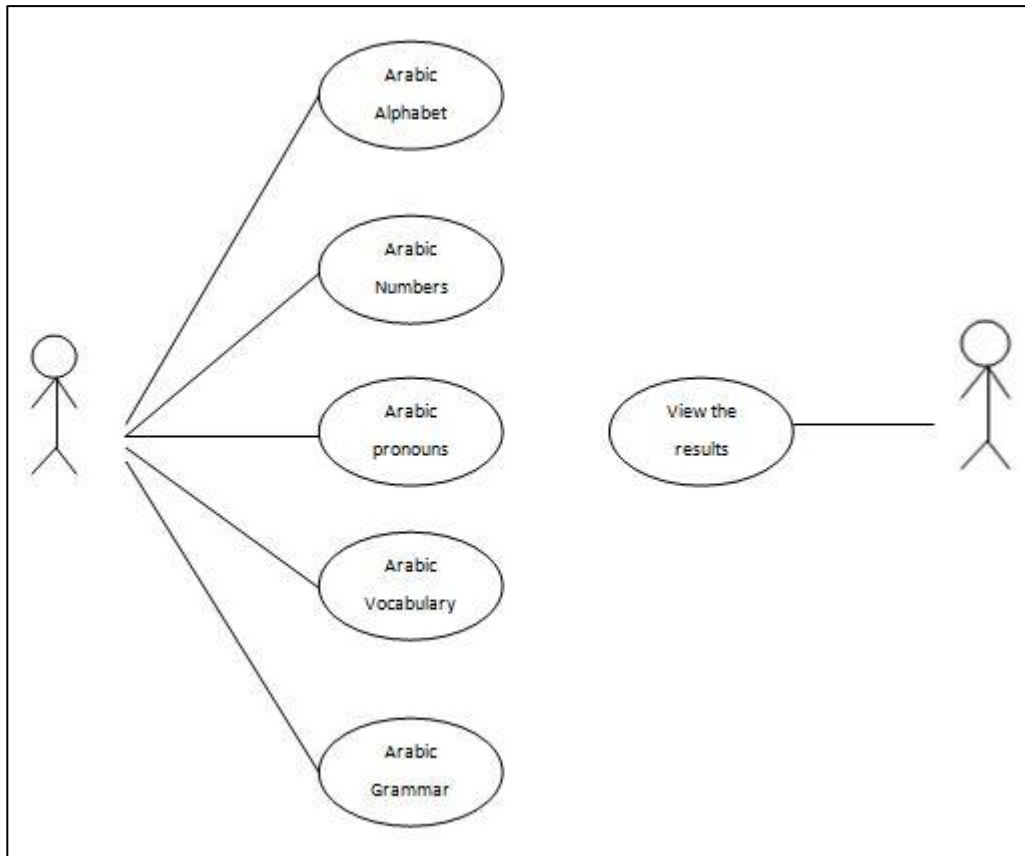 Arabic
Alphabet
Arabic
Numbers
Arabic
pronouns
View the
results
Arabic
Vocabulary
Arabic
Grammar